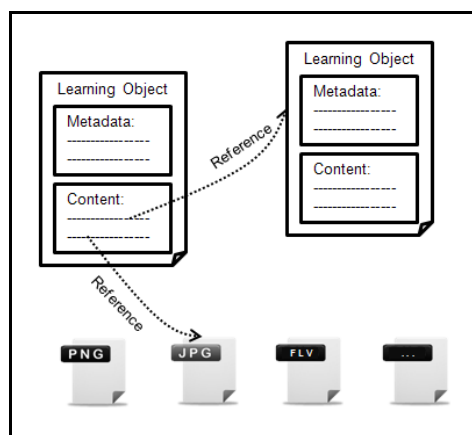 Learning Object
Metadata:
Content:
Reference
Reference
Learning Object
Metadata:
Content:
PNG
JPG
FLV
...